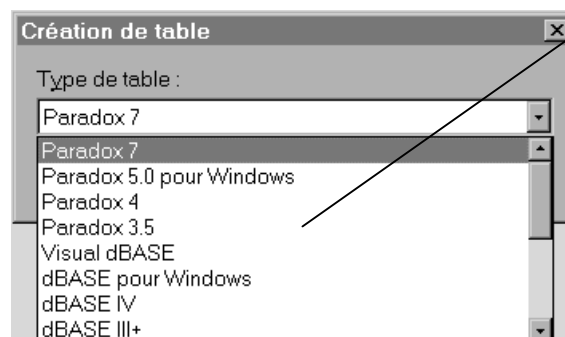 Création de table
Type de table :
Paradox 7
Paradox 7
Paradox 5.0 pour Windows
Paradox 4
Paradox 3.5
Visual dBASE
dBASE pour Windows
dBASE IV
dBASE III+